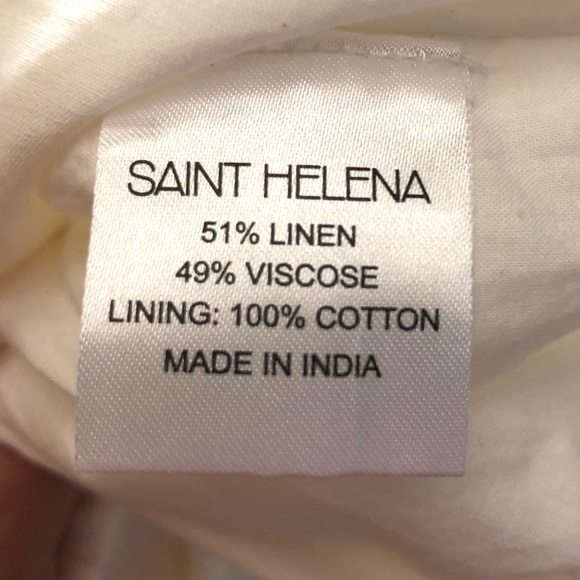 SAINT HELENA
51% LINEN
49% VISCOSE
LINING: 100% COTTON
MADE IN INDIA